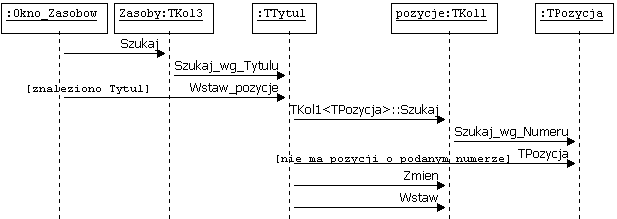 :Okno_Zasobow Zasoby:TKol3 :TTytul pozycje:TKol1 :TPozycja
Szukaj
Szukaj_wg_Tytulu
[znaleziono Tytul] Wstaw_pozycje
TKol1<TPozycja>::Szukaj
Szukaj_wg_Numeru
[nie ma pozycji o podanym numerze] TPozycja
Zmien
Wstaw